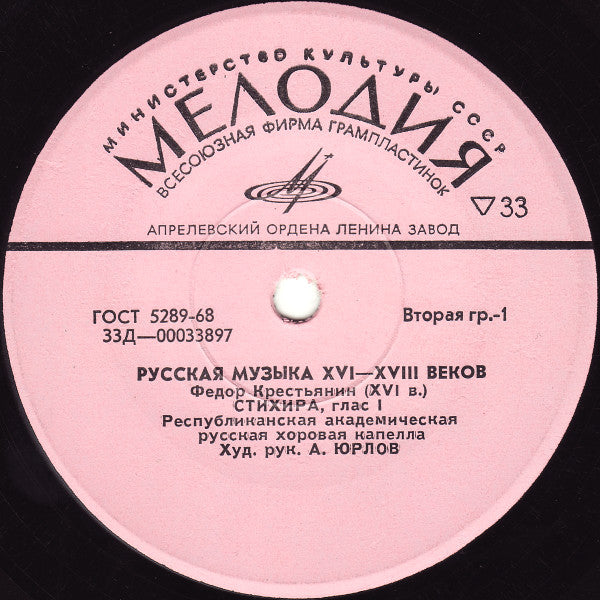 МИНИСТЕРСТВО КУЛЬТУРЫ СССР
МЕЛОДИЯ
ВСЕСОЮЗНАЯ ФИРМА ГРАМПЛАСТИНОК
▽33
АПРЕЛЕВСКИЙ ОРДЕНА ЛЕНИНА ЗАВОД
ГОСТ 5289-68
Вторая гр.-1
33Д—00033897
РУССКАЯ МУЗЫКА XVI—XVIII ВЕКОВ
Федор Крестьянин (XVI в.)
СТИХИРА, глас I
Республиканская академическая
русская хоровая капелла
Худ. рук. А. ЮРЛОВ